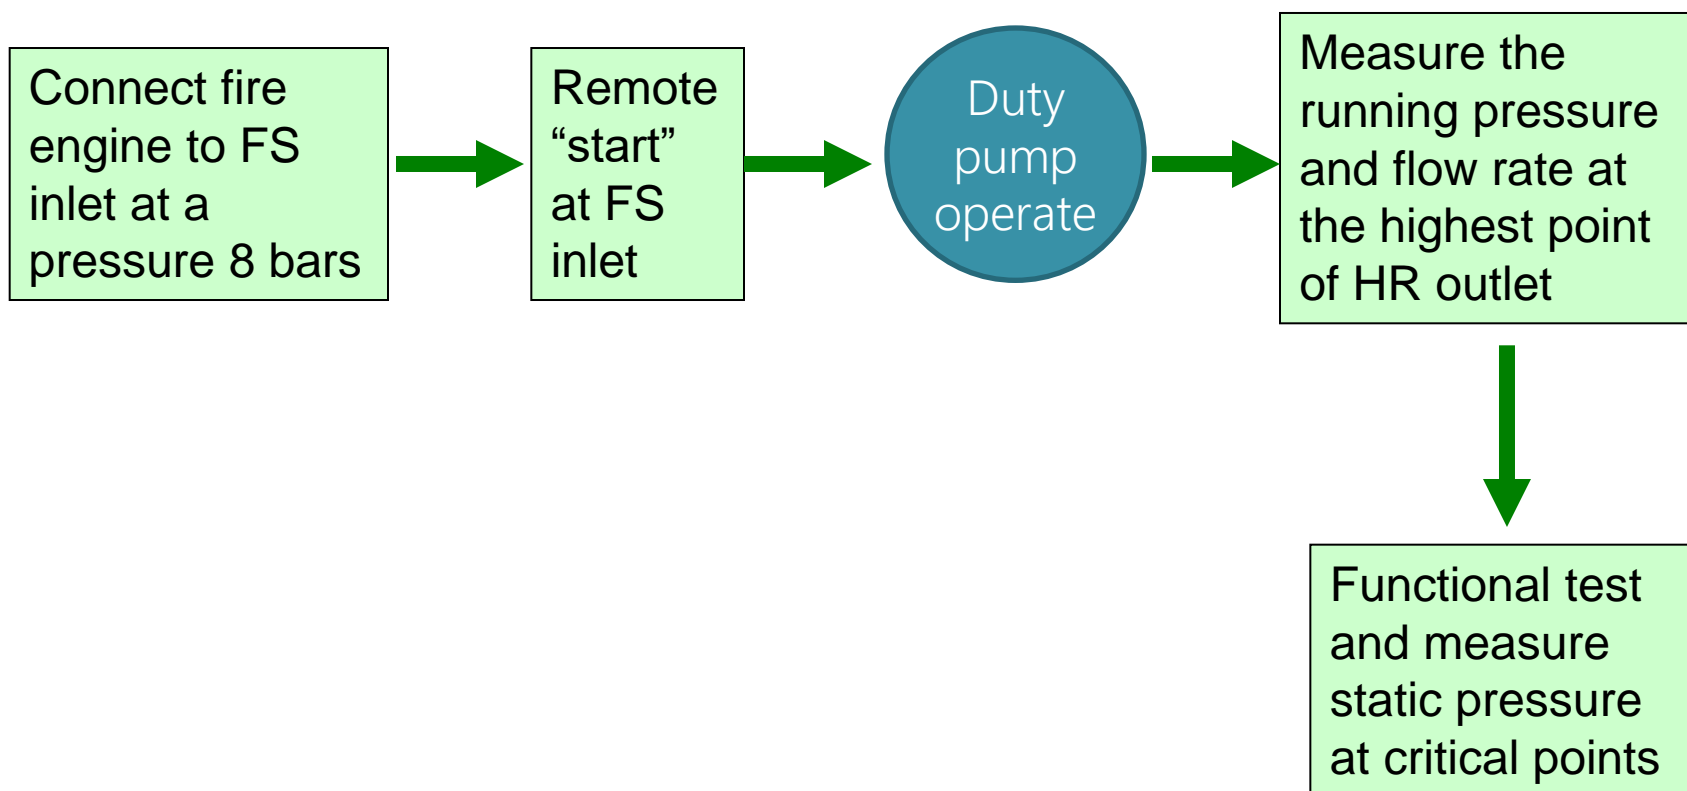 Connect fire
engine to FS
inlet at a
pressure 8 bars
Remote
“start”
at FS
inlet
Duty
pump
operate
Measure the
running pressure
and flow rate at
the highest point
of HR outlet
Functional test
and measure
static pressure
at critical points